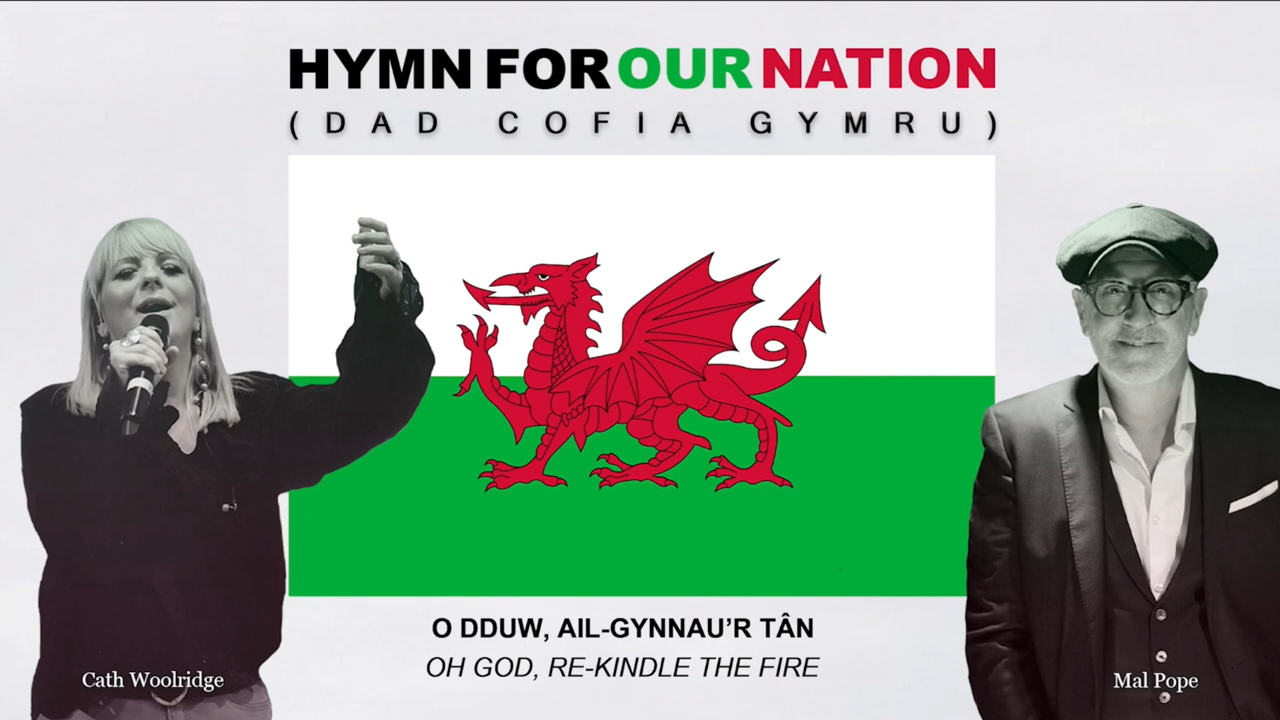 HYMN FOR OUR NATION
(DAD COFIA GYMRU)
O DDUW, AIL-GYNNAU'R TÂN
OH GOD, RE-KINDLE THE FIRE
Cath Woolridge
Mal Pope